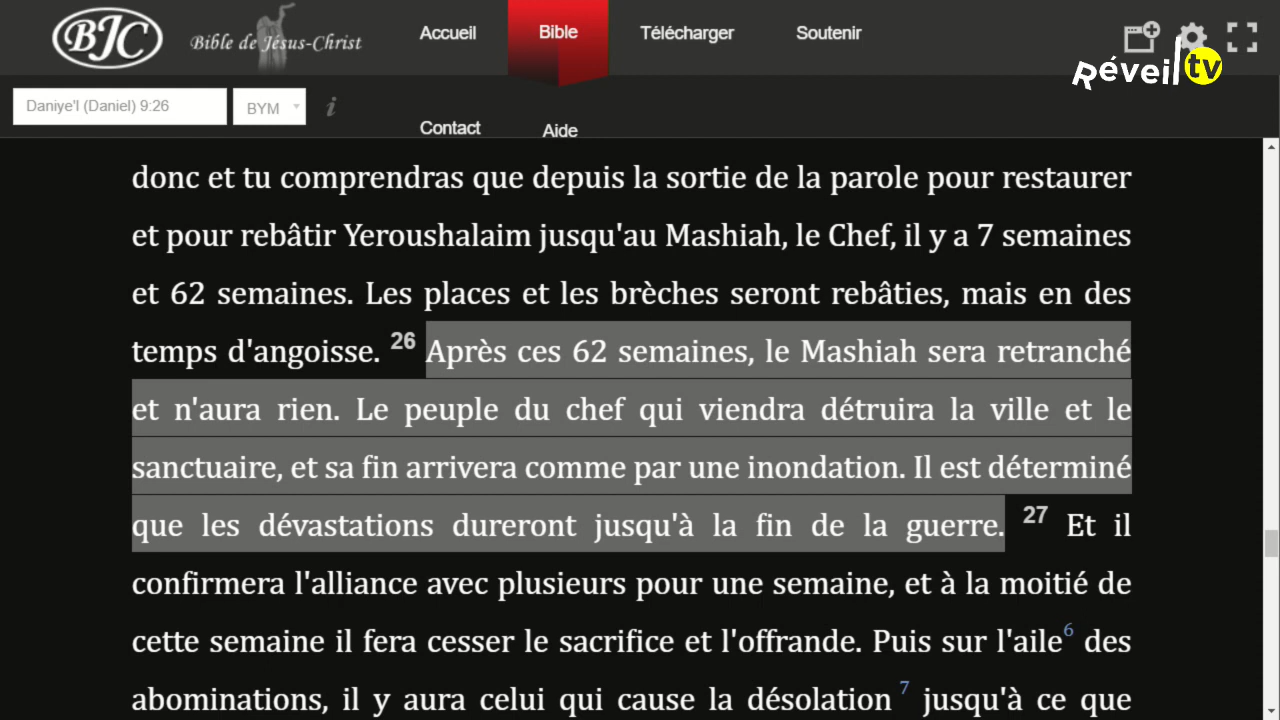 BJC
Bible de Jésus-Christ
Accueil
Bible
Télécharger
Soutenir
Réveil tv
Daniye'l (Daniel) 9:26
BYM
i
Contact
Aide
donc et tu comprendras que depuis la sortie de la parole pour restaurer
et pour rebâtir Yeroushalaim jusqu'au Mashiah, le Chef, il y a 7 semaines
et 62 semaines. Les places et les brèches seront rebâties, mais en des
temps d'angoisse. 26 Après ces 62 semaines, le Mashiah sera retranché
et n'aura rien. Le peuple du chef qui viendra détruira la ville et le
sanctuaire, et sa fin arrivera comme par une inondation. Il est déterminé
que les dévastations dureront jusqu'à la fin de la guerre. 27 Et il
confirmera l'alliance avec plusieurs pour une semaine, et à la moitié de
cette semaine il fera cesser le sacrifice et l'offrande. Puis sur l'aile6 des
abominations, il y aura celui qui cause la désolation 7 jusqu'à ce que